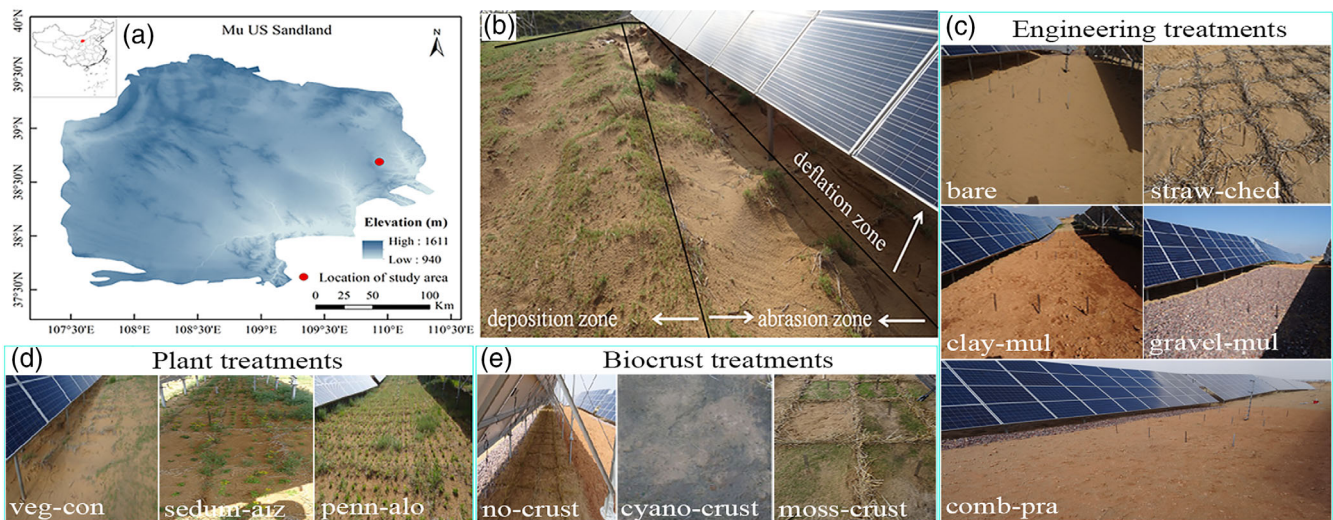 (a)
Mu US Sandland
N
40°N
39°30'N
39°N
38°30'N
38°N
37°30'N
Elevation (m)
High : 1611
Low : 940
Location of study area
0 25 50 100
Km
107°30'E 108°E 108°30'E 109°E 109°30'E 110°E 110°30'E
(b)
deflation zone
deposition zone
abrasion zone
(c)
Engineering treatments
bare
straw-ched
clay-mul
gravel-mul
comb-pra
(d)
Plant treatments
veg-con
sedum-aiz
penn-alo
(e)
Biocrust treatments
no-crust
cyano-crust
moss-crust